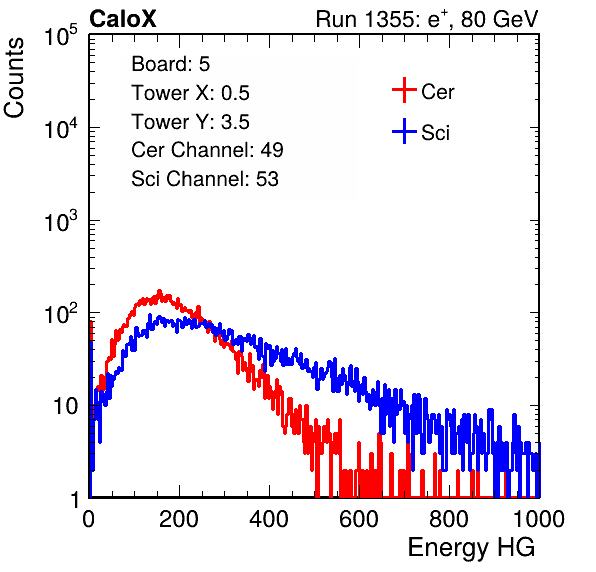 CaloX Run 1355: e⁺, 80 GeV
Counts
Board: 5
Tower X: 0.5
Tower Y: 3.5
Cer Channel: 49
Sci Channel: 53
Cer
Sci
10⁵
10⁴
10³
10²
10
1
0 200 400 600 800 1000
Energy HG